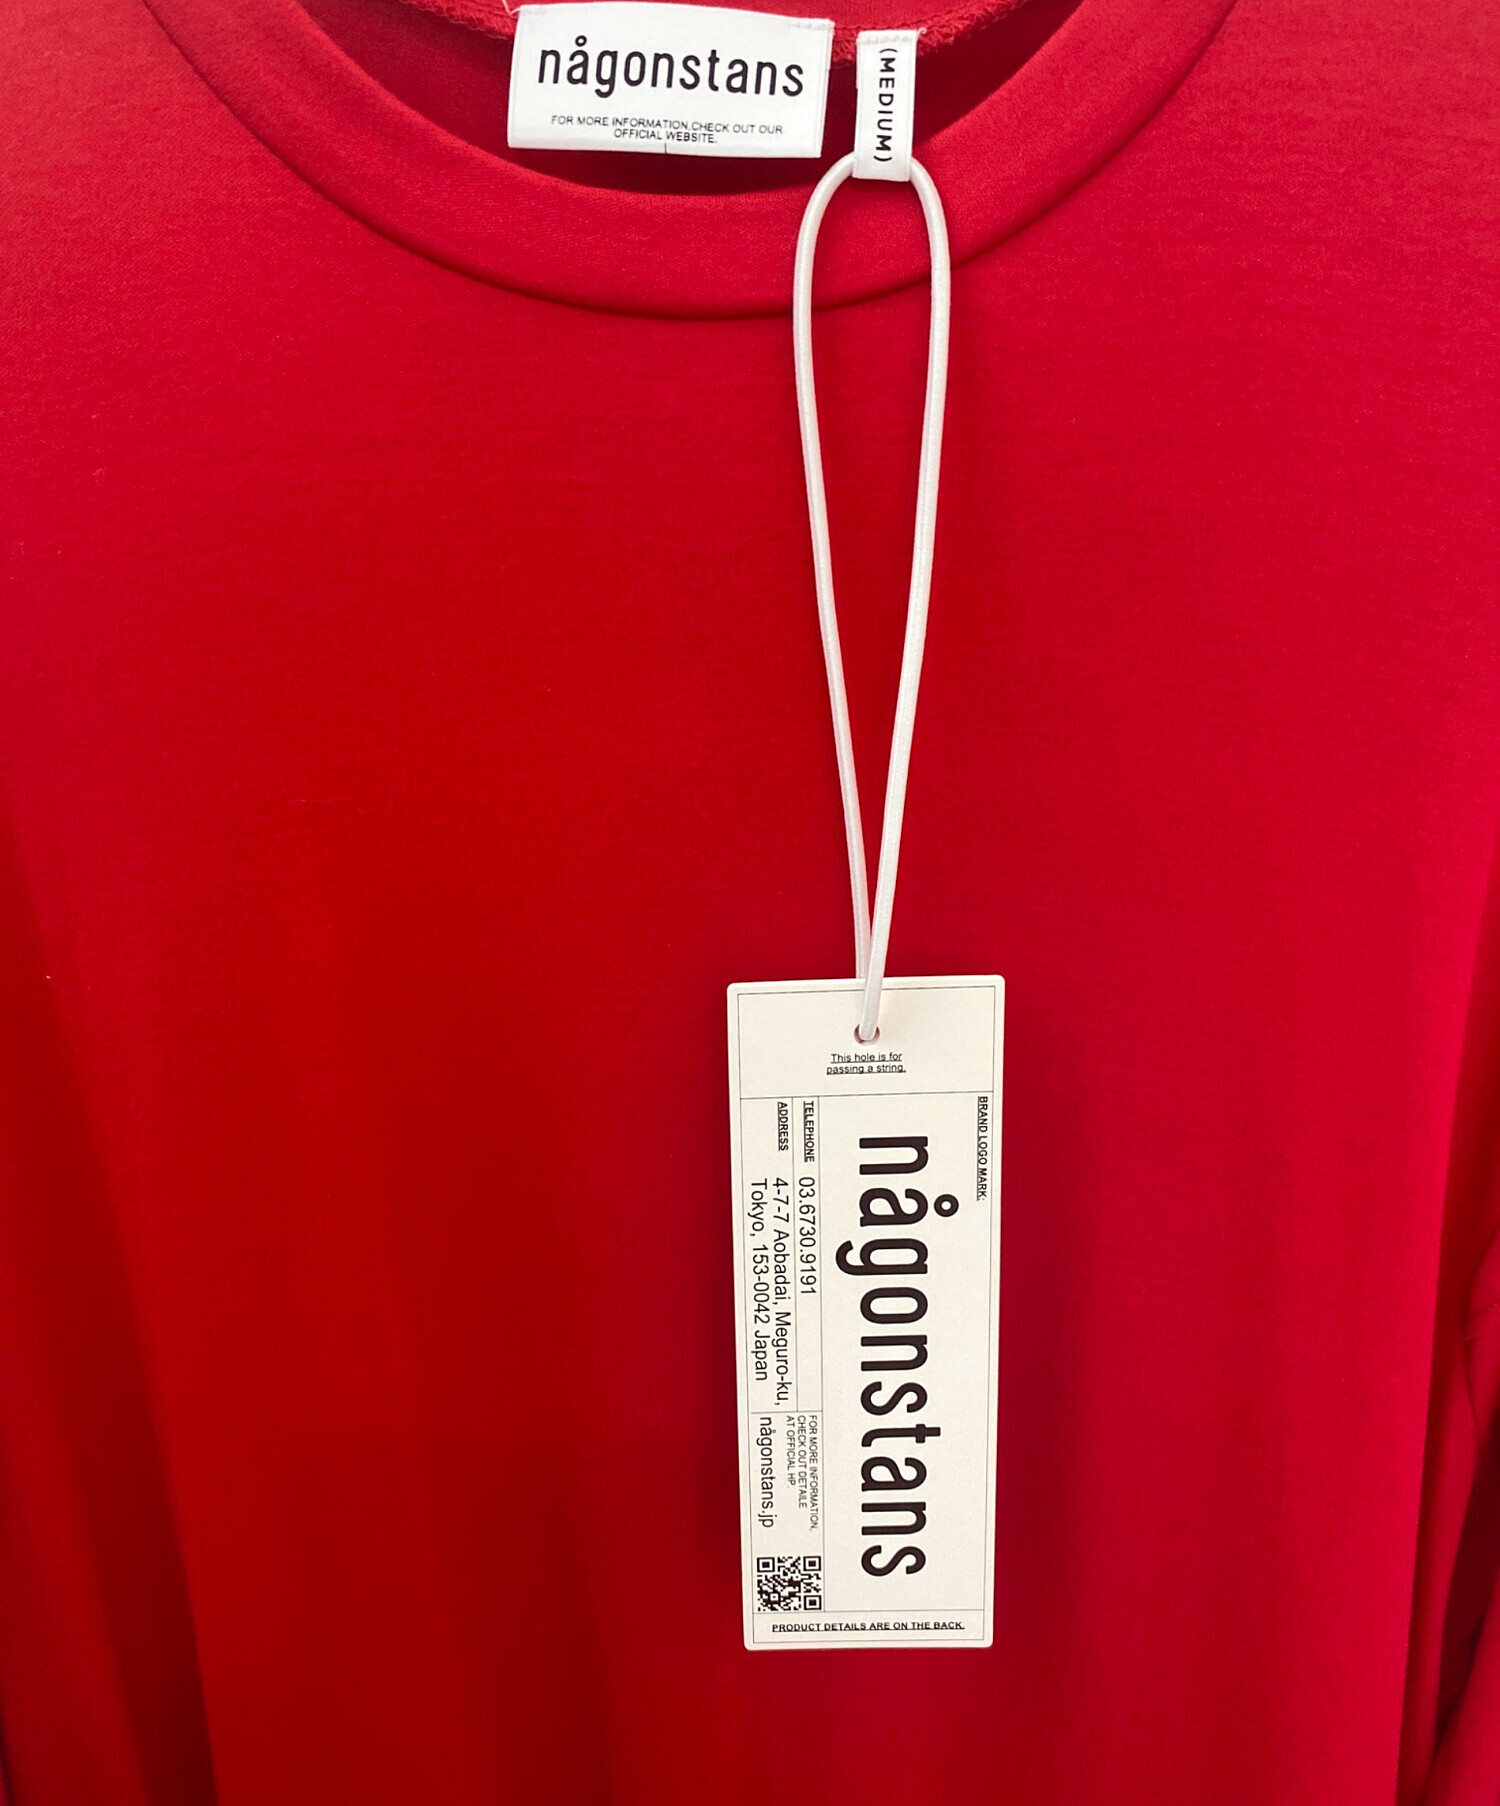 någonstans
FOR MORE INFORMATION,CHECK OUT OUR
OFFICIAL WEBSITE.
(MEDIUM)
This hole is for
passing a string.
BRAND LOGO MARK:
någonstans
TELEPHONE 03.6730.9191
ADDRESS 4-7-7 Aobadai, Meguro-ku,
Tokyo, 153-0042 Japan
FOR MORE INFORMATION,
CHECK OUT DETAILE
AT OFFICIAL HP.
någonstans.jp
PRODUCT DETAILS ARE ON THE BACK.